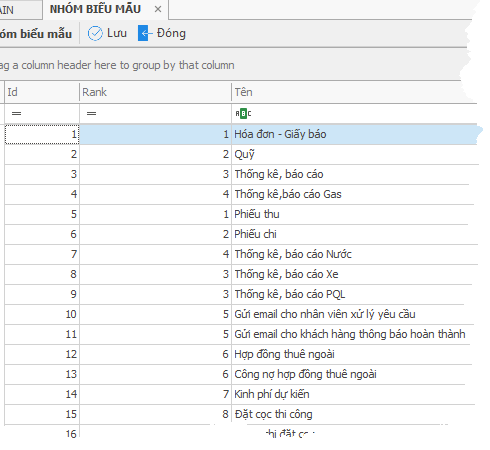 AIN NHÓM BIỂU MẪU ×
óm biểu mẫu Lưu Đóng
ag a column header here to group by that column
Id Rank Tên
= = ABC
1 1 Hóa đơn - Giấy báo
2 2 Quỹ
3 3 Thống kê, báo cáo
4 4 Thống kê,báo cáo Gas
5 1 Phiếu thu
6 2 Phiếu chi
7 4 Thống kê, báo cáo Nước
8 3 Thống kê, báo cáo Xe
9 3 Thống kê, báo cáo PQL
10 5 Gửi email cho nhân viên xử lý yêu cầu
11 5 Gửi email cho khách hàng thông báo hoàn thành
12 6 Hợp đồng thuê ngoài
13 6 Công nợ hợp đồng thuê ngoài
14 7 Kinh phí dự kiến
15 8 Đặt cọc thi công
16